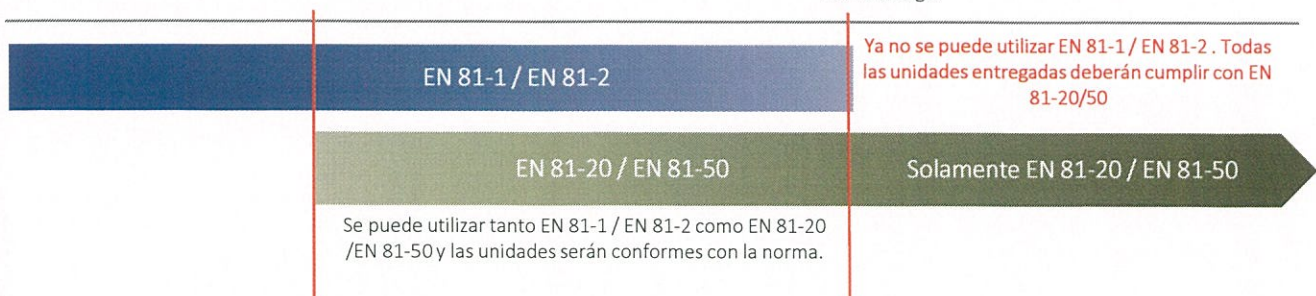 Ya no se puede utilizar EN 81-1 / EN 81-2 . Todas
las unidades entregadas deberán cumplir con EN
81-20/50
EN 81-1 / EN 81-2
EN 81-20 / EN 81-50
Solamente EN 81-20 / EN 81-50
Se puede utilizar tanto EN 81-1 / EN 81-2 como EN 81-20
/EN 81-50 y las unidades serán conformes con la norma.